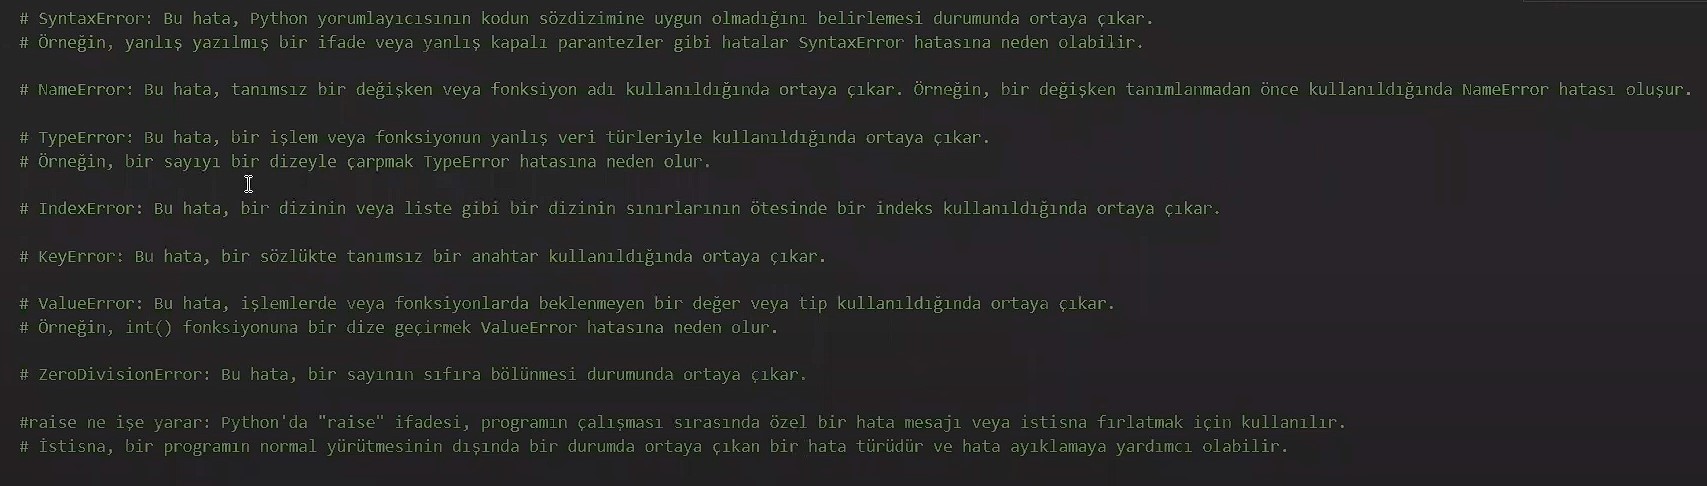 # SyntaxError: Bu hata, Python yorumlayıcısının kodun sözdizimine uygun olmadığını belirlemesi durumunda ortaya çıkar.
# Örneğin, yanlış yazılmış bir ifade veya yanlış kapalı parantezler gibi hatalar SyntaxError hatasına neden olabilir.
# NameError: Bu hata, tanımsız bir değişken veya fonksiyon adı kullanıldığında ortaya çıkar. Örneğin, bir değişken tanımlanmadan önce kullanıldığında NameError hatası oluşur.
# TypeError: Bu hata, bir işlem veya fonksiyonun yanlış veri türleriyle kullanıldığında ortaya çıkar.
# Örneğin, bir sayıyı bir dizeyle çarpmak TypeError hatasına neden olur.
# IndexError: Bu hata, bir dizinin veya liste gibi bir dizinin sınırlarının ötesinde bir indeks kullanıldığında ortaya çıkar.
# KeyError: Bu hata, bir sözlükte tanımsız bir anahtar kullanıldığında ortaya çıkar.
# ValueError: Bu hata, işlemlerde veya fonksiyonlarda beklenmeyen bir değer veya tip kullanıldığında ortaya çıkar.
# Örneğin, int() fonksiyonuna bir dize geçirmek ValueError hatasına neden olur.
# ZeroDivisionError: Bu hata, bir sayının sıfıra bölünmesi durumunda ortaya çıkar.
#raise ne işe yarar: Python'da "raise" ifadesi, programın çalışması sırasında özel bir hata mesajı veya istisna fırlatmak için kullanılır.
# İstisna, bir programın normal yürütmesinin dışında bir durumda ortaya çıkan bir hata türüdür ve hata ayıklamaya yardımcı olabilir.